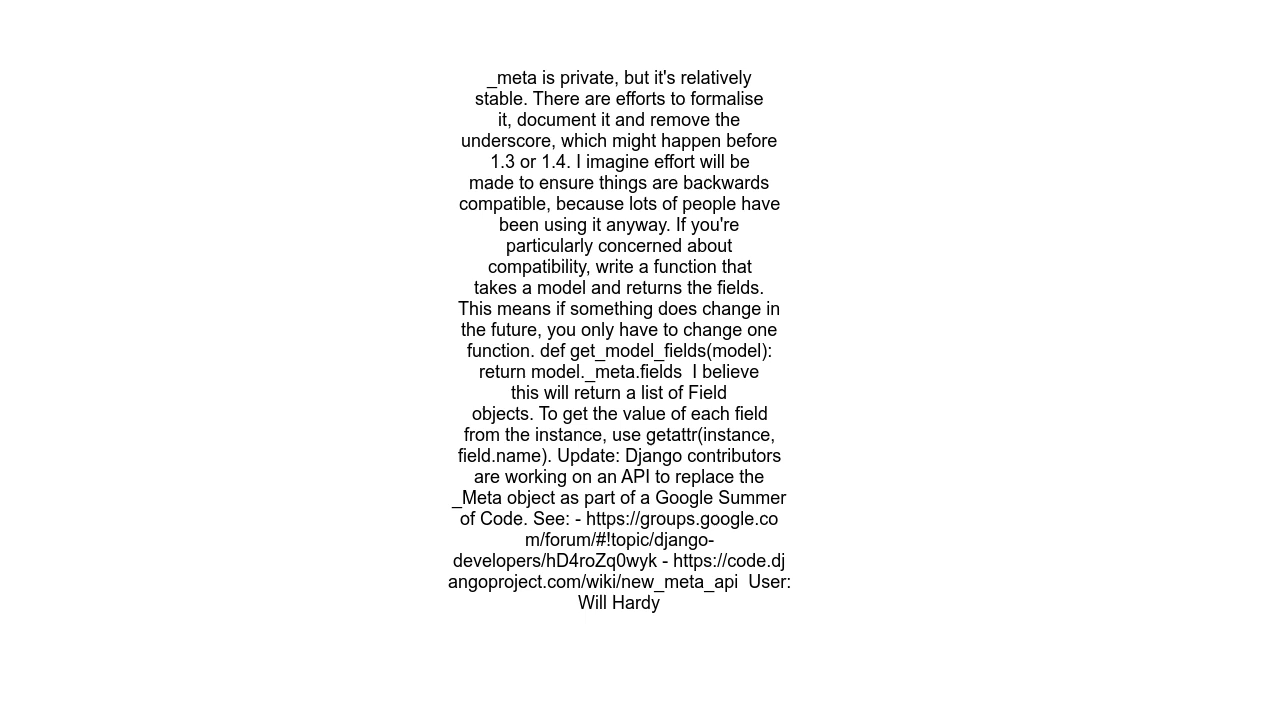 _meta is private, but it's relatively
stable. There are efforts to formalise
it, document it and remove the
underscore, which might happen before
1.3 or 1.4. I imagine effort will be
made to ensure things are backwards
compatible, because lots of people have
been using it anyway. If you're
particularly concerned about
compatibility, write a function that
takes a model and returns the fields.
This means if something does change in
the future, you only have to change one
function. def get_model_fields(model):
return model._meta.fields  I believe
this will return a list of Field
objects. To get the value of each field
from the instance, use getattr(instance,
field.name). Update: Django contributors
are working on an API to replace the
_Meta object as part of a Google Summer
of Code. See: - https://groups.google.co
m/forum/#!topic/django-
developers/hD4roZq0wyk - https://code.dj
angoproject.com/wiki/new_meta_api  User:
Will Hardy